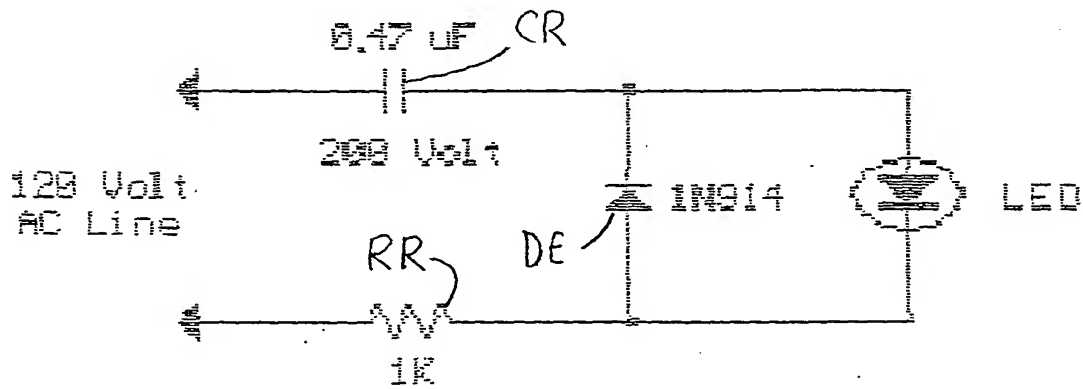 0.47 uF
CR
200 Volt
120 Volt
AC Line
1N914
LED
DE
RR
1K